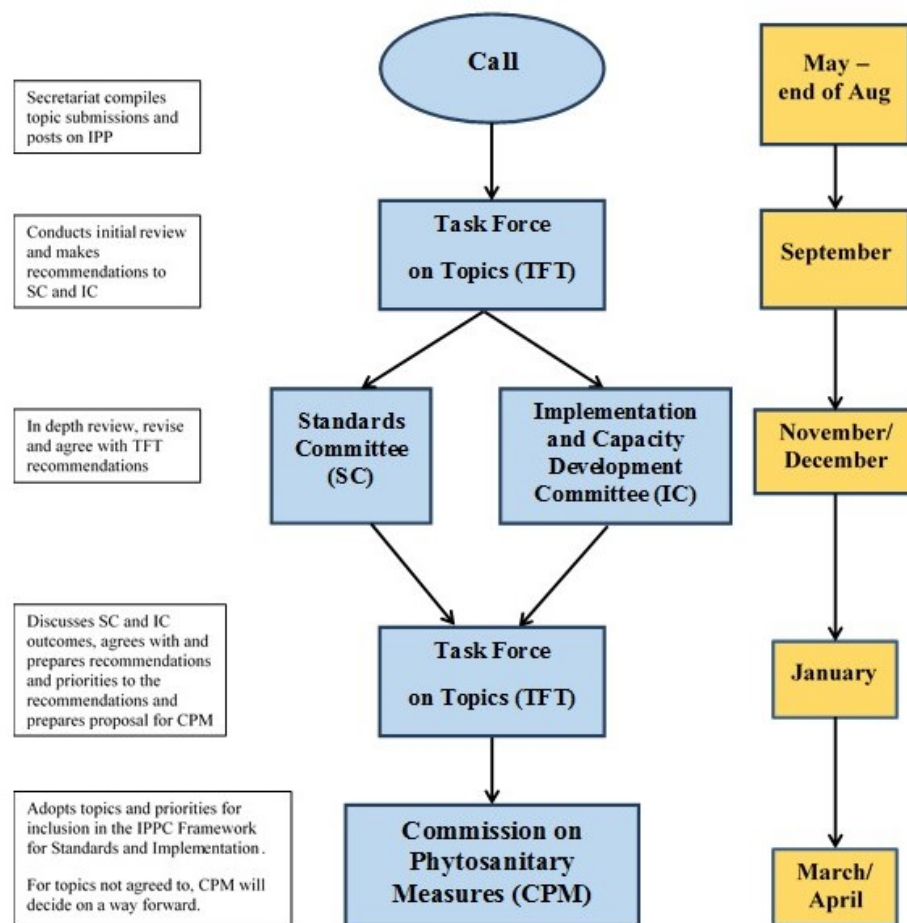 Call
May –
end of Aug
Secretariat compiles
topic submissions and
posts on IPP
Conducts initial review
and makes
recommendations to
SC and IC
Task Force
on Topics (TFT)
September
In depth review, revise
and agree with TFT
recommendations
Standards
Committee
(SC)
Implementation
and Capacity
Development
Committee (IC)
November/
December
Discusses SC and IC
outcomes, agrees with and
prepares recommendations
and priorities to the
recommendations and
prepares proposal for CPM
Task Force
on Topics (TFT)
January
Adopts topics and priorities for
inclusion in the IPPC Framework
for Standards and Implementation.
For topics not agreed to, CPM will
decide on a way forward.
Commission on
Phytosanitary
Measures (CPM)
March/
April